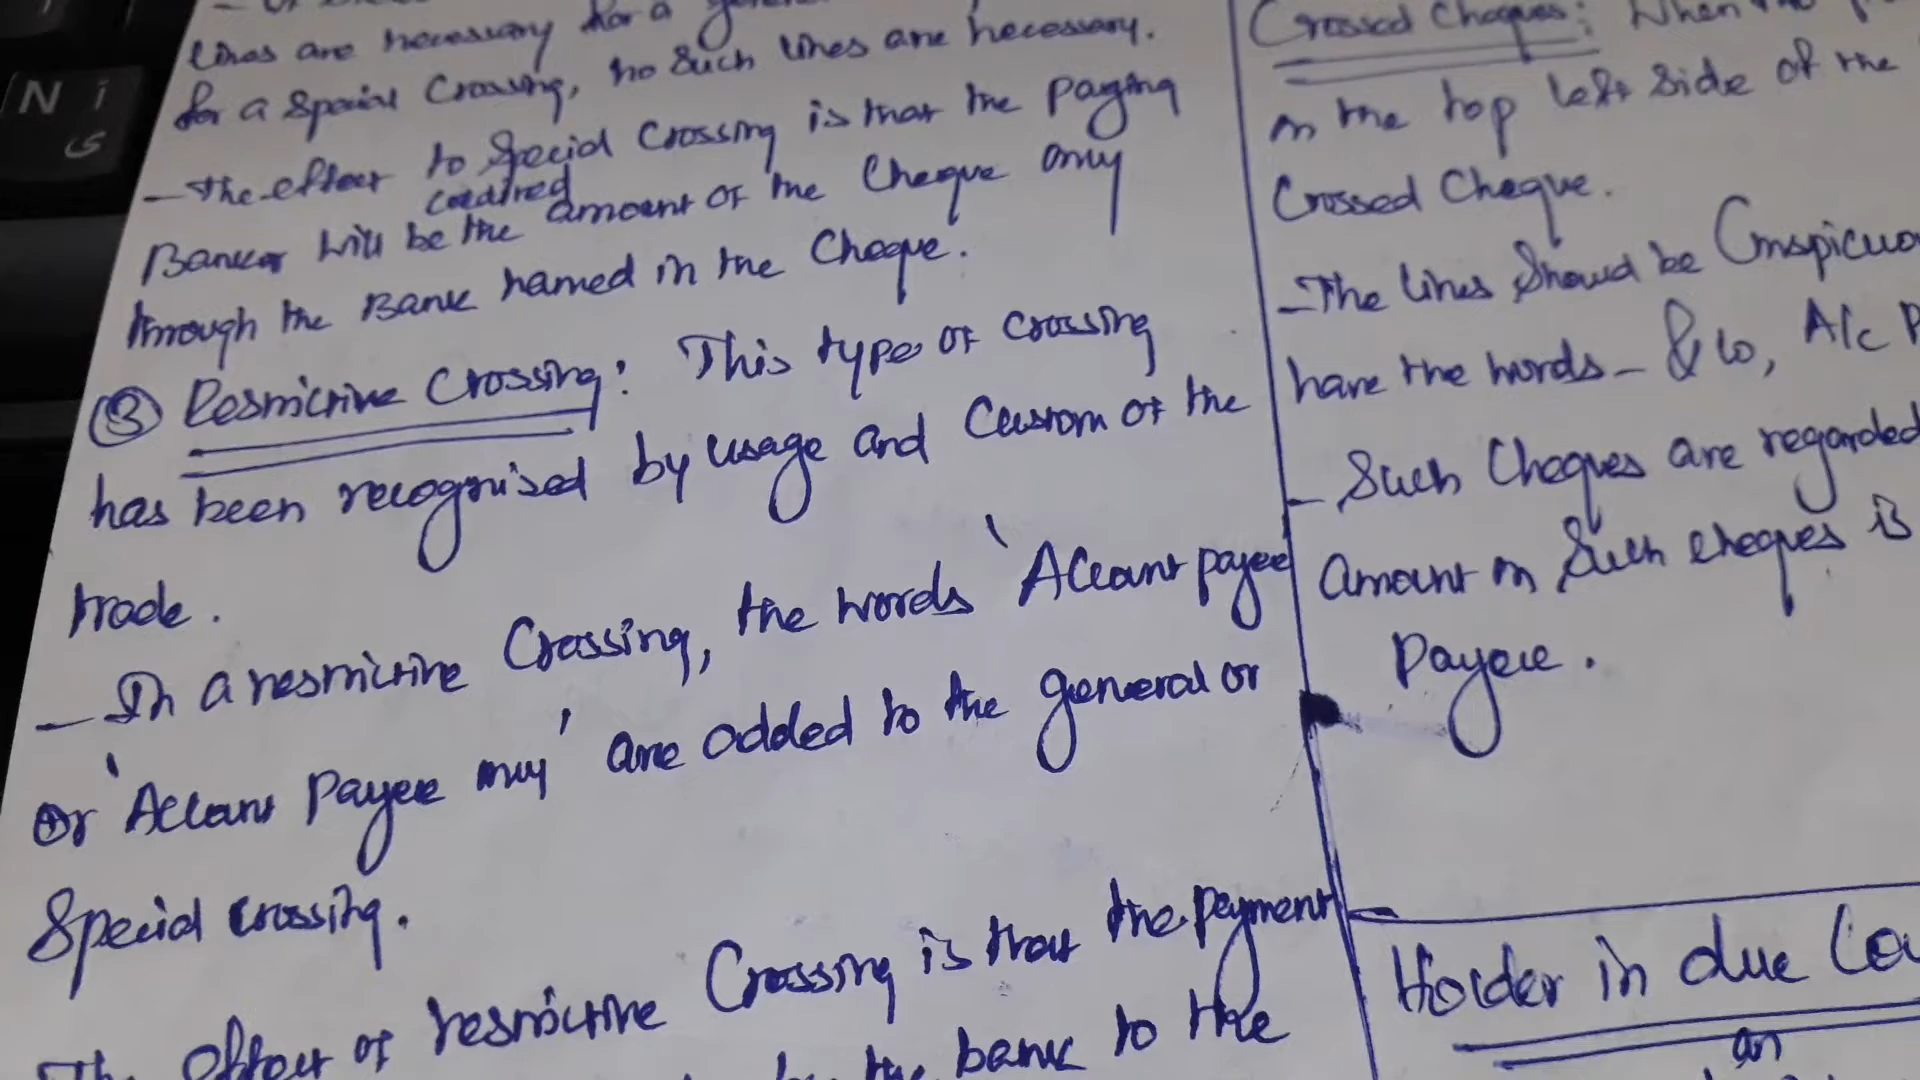 lines are necessary for a
for a special Crossing, no such lines are necessary.
- The effect to special Crossing is that the paying
Banker will be the amount of the Cheque only
through the Bank named in the Cheque.
③ Restrictive Crossing: This type of crossing
has been recognised by usage and Custom of the
trade.
- In a restrictive Crossing, the words 'Account payee'
or 'Account Payee only' are added to the general or
special crossing.
The effect of restrictive Crossing is that the payment
the bank to the
Crossed Cheques: When
on the top left side of the
Crossed Cheque.
- The lines should be
have the words - & Co, A/c P
- Such Cheques are regarded
amount on such cheques is
Payee.
Holder in due Co
an
N i